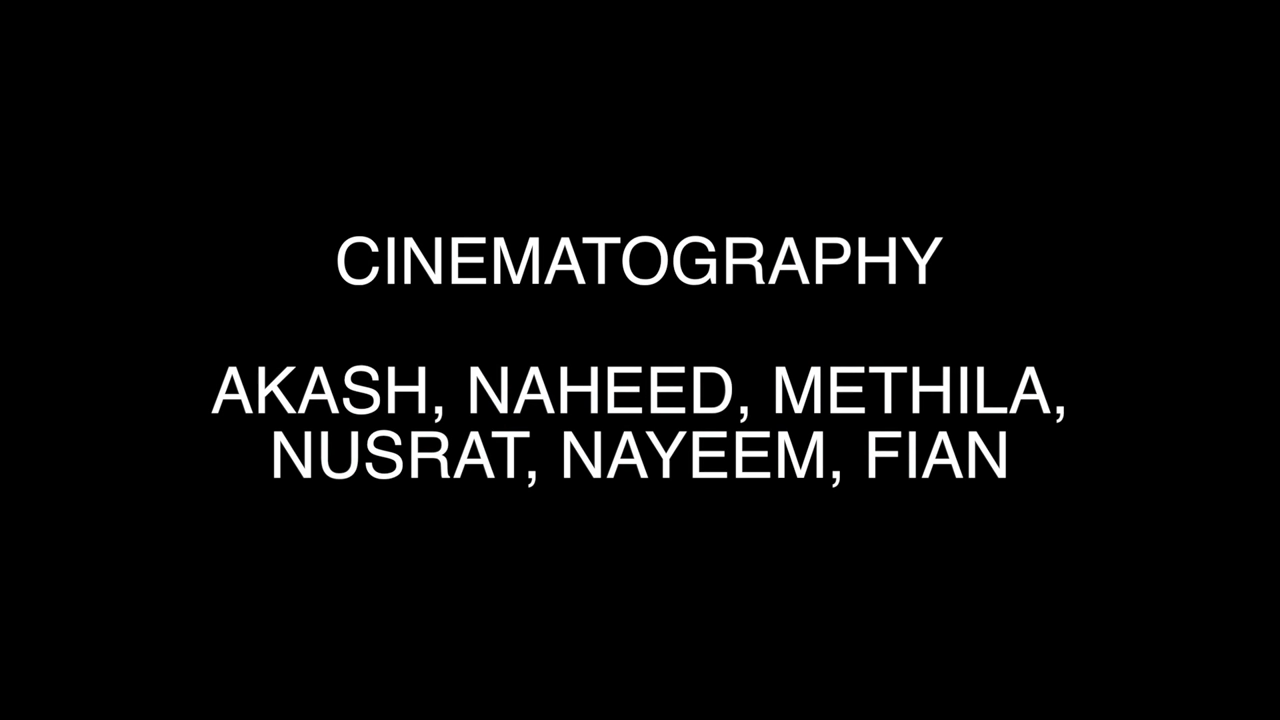 CINEMATOGRAPHY
AKASH, NAHEED, METHILA,
NUSRAT, NAYEEM, FIAN